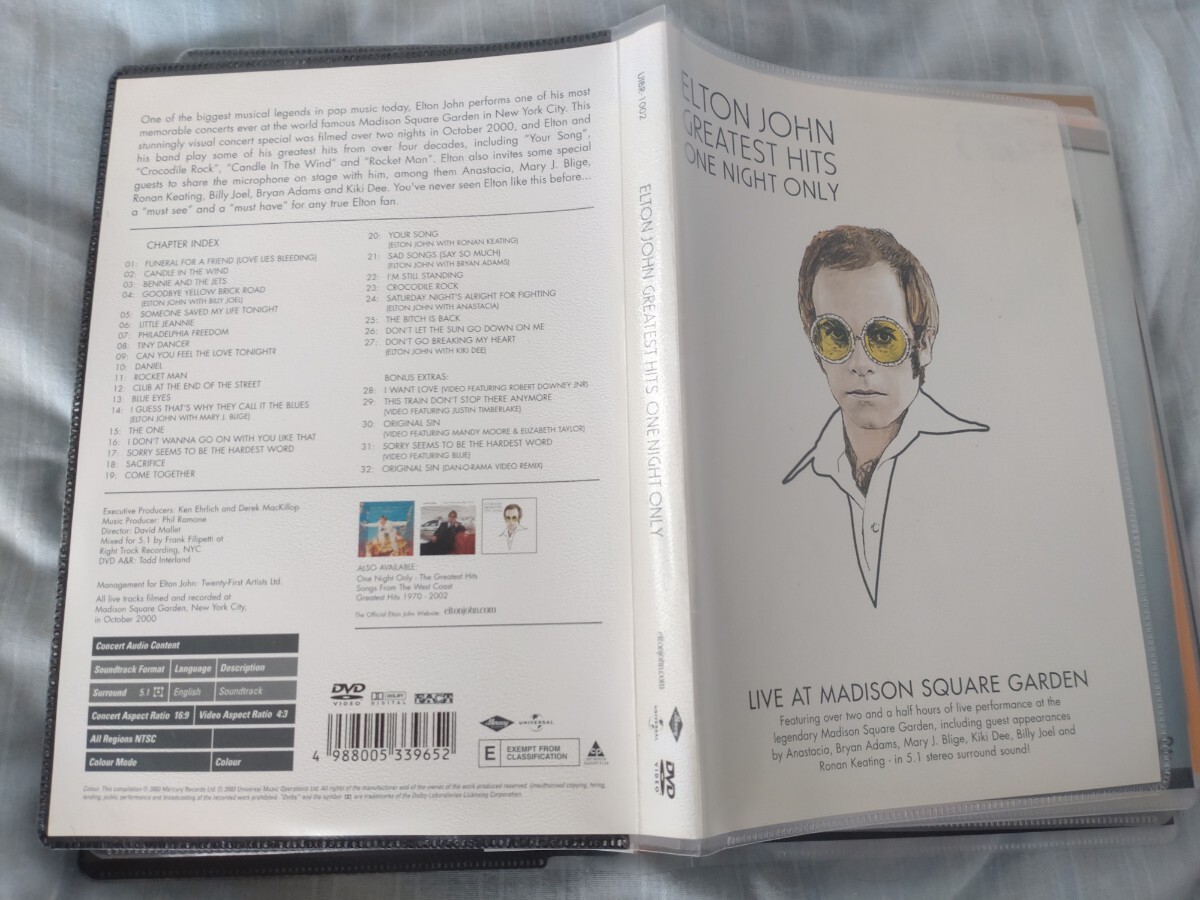 One of the biggest musical legends in pop music today, Elton John performs one of his most
memorable concerts ever at the world famous Madison Square Garden in New York City. This
stunningly visual concert special was filmed over two nights in October 2000, and Elton and
his band play some of his greatest hits from over four decades, including "Your Song",
"Crocodile Rock", "Candle In The Wind" and "Rocket Man". Elton also invites some special
guests to share the microphone on stage with him, among them Anastacia, Mary J. Blige,
Ronan Keating, Billy Joel, Bryan Adams and Kiki Dee. You've never seen Elton like this before...
a "must see" and a "must have" for any true Elton fan.
CHAPTER INDEX
01: FUNERAL FOR A FRIEND (LOVE LIES BLEEDING)
02: CANDLE IN THE WIND
03: BENNIE AND THE JETS
04: GOODBYE YELLOW BRICK ROAD
(ELTON JOHN WITH BILLY JOEL)
05: SOMEONE SAVED MY LIFE TONIGHT
06: LITTLE JEANNIE
07: PHILADELPHIA FREEDOM
08: TINY DANCER
09: CAN YOU FEEL THE LOVE TONIGHT?
10: DANIEL
11: ROCKET MAN
12: CLUB AT THE END OF THE STREET
13: BLUE EYES
14: I GUESS THAT'S WHY THEY CALL IT THE BLUES
(ELTON JOHN WITH MARY J. BLIGE)
15: THE ONE
16: I DON'T WANNA GO ON WITH YOU LIKE THAT
17: SORRY SEEMS TO BE THE HARDEST WORD
18: SACRIFICE
19: COME TOGETHER
20: YOUR SONG
(ELTON JOHN WITH RONAN KEATING)
21: SAD SONGS (SAY SO MUCH)
(ELTON JOHN WITH BRYAN ADAMS)
22: I'M STILL STANDING
23: CROCODILE ROCK
24: SATURDAY NIGHT'S ALRIGHT FOR FIGHTING
(ELTON JOHN WITH ANASTACIA)
25: THE BITCH IS BACK
26: DON'T LET THE SUN GO DOWN ON ME
27: DON'T GO BREAKING MY HEART
(ELTON JOHN WITH KIKI DEE)
BONUS EXTRAS:
28: I WANT LOVE (VIDEO FEATURING ROBERT DOWNEY JNR)
29: THIS TRAIN DON'T STOP THERE ANYMORE
(VIDEO FEATURING JUSTIN TIMBERLAKE)
30: ORIGINAL SIN
(VIDEO FEATURING MANDY MOORE & ELIZABETH TAYLOR)
31: SORRY SEEMS TO BE THE HARDEST WORD
(VIDEO FEATURING BLUE)
32: ORIGINAL SIN (DAN-O-RAMA VIDEO REMIX)
Executive Producers: Ken Ehrlich and Derek MacKillop
Music Producer: Phil Ramone
Director: David Mallet
Mixed for 5.1 by Frank Filipetti at
Right Track Recording, NYC
DVD A&R: Todd Interland
Management for Elton John: Twenty-First Artists Ltd.
All live tracks filmed and recorded at
Madison Square Garden, New York City,
in October 2000
ALSO AVAILABLE:
One Night Only - The Greatest Hits
Songs From The West Coast
Greatest Hits 1970 - 2002
The Official Elton John Website: eltonjohn.com
Concert Audio Content
Soundtrack Format Language Description
Surround 5.1 English Soundtrack
Concert Aspect Ratio 16:9 Video Aspect Ratio 4:3
All Regions NTSC
Colour Mode Colour
DVD VIDEO
DOLBY DIGITAL
4 988005 339652
Mercury
UNIVERSAL
E EXEMPT FROM CLASSIFICATION
UIBR-1002
ELTON JOHN GREATEST HITS ONE NIGHT ONLY
eltonjohn.com
UNIVERSAL
DVD VIDEO
ELTON JOHN
GREATEST HITS
ONE NIGHT ONLY
LIVE AT MADISON SQUARE GARDEN
Featuring over two and a half hours of live performance at the
legendary Madison Square Garden, including guest appearances
by Anastacia, Bryan Adams, Mary J. Blige, Kiki Dee, Billy Joel and
Ronan Keating - in 5.1 stereo surround sound!